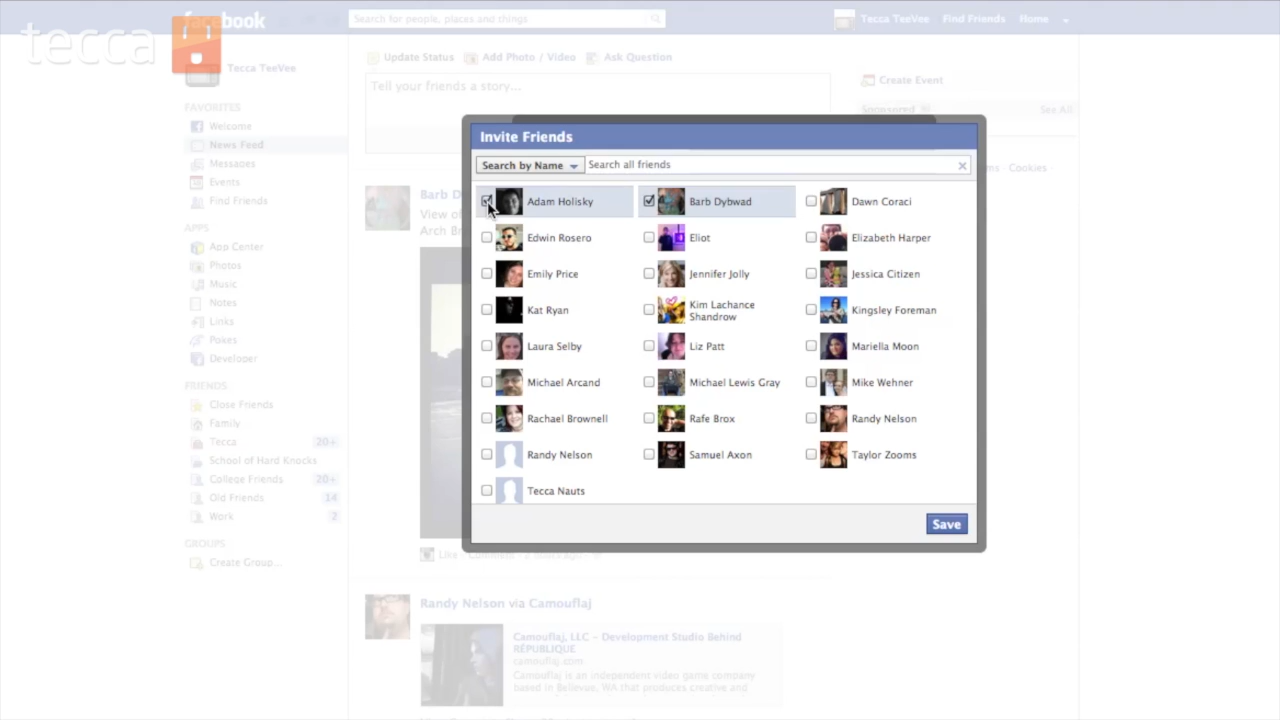 tecca
facebook
Search for people, places and things
Tecca TeeVee Find Friends Home
Tecca TeeVee
Update Status Add Photo / Video Ask Question
Tell your friends a story...
Create Event
Sponsored See All
FAVORITES
Welcome
News Feed
Messages
Events
Find Friends
APPS
App Center
Photos
Music
Notes
Links
Pokes
Developer
FRIENDS
Close Friends
Family
Tecca 20+
School of Hard Knocks
College Friends 20+
Old Friends 14
Work 2
GROUPS
Create Group...
Barb D
View of
Arch Br
Cookies ·
Invite Friends
Search by Name Search all friends
Adam Holisky Barb Dybwad Dawn Coraci
Edwin Rosero Eliot Elizabeth Harper
Emily Price Jennifer Jolly Jessica Citizen
Kat Ryan Kim Lachance Shandrow Kingsley Foreman
Laura Selby Liz Patt Mariella Moon
Michael Arcand Michael Lewis Gray Mike Wehner
Rachael Brownell Rafe Brox Randy Nelson
Randy Nelson Samuel Axon Taylor Zooms
Tecca Nauts
Save
Like ·
Randy Nelson via Camouflaj
Camouflaj, LLC – Development Studio Behind
RÉPUBLIQUE
camouflaj.com
Camouflaj is an independent video game company
based in Bellevue, WA that produces creative and